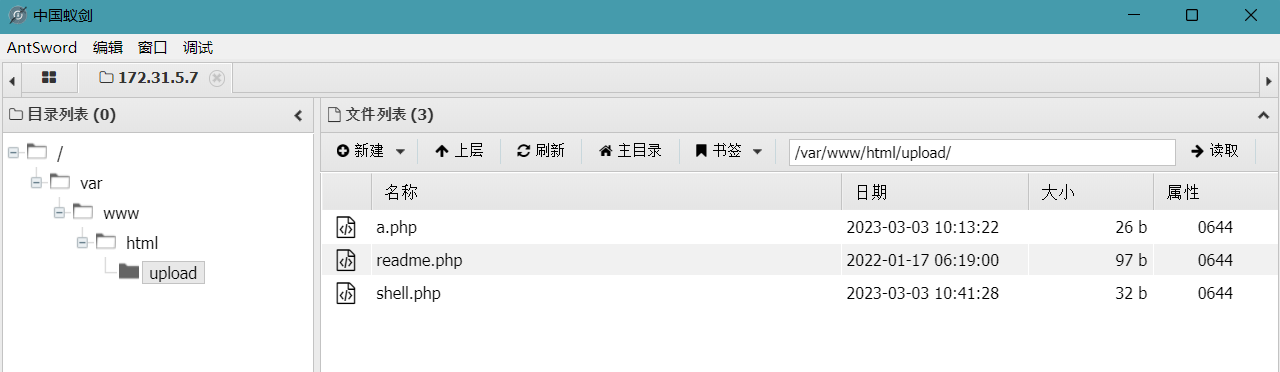 中国蚁剑
AntSword 编辑 窗口 调试
172.31.5.7
目录列表 (0)
/
var
www
html
upload
文件列表 (3)
新建 上层 刷新 主目录 书签 /var/www/html/upload/ 读取
名称 日期 大小 属性
a.php 2023-03-03 10:13:22 26 b 0644
readme.php 2022-01-17 06:19:00 97 b 0644
shell.php 2023-03-03 10:41:28 32 b 0644